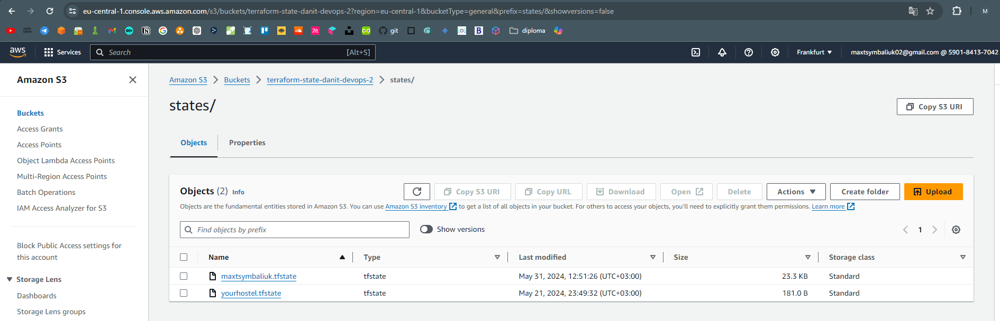 eu-central-1.console.aws.amazon.com/s3/buckets/terraform-state-danit-devops-2?region=eu-central-1&bucketType=general&prefix=states/&showversions=false
M
git
diploma
aws
Services
Search
[Alt+S]
Frankfurt
maxtsymbaliuk02@gmail.com @ 5901-8413-7042
Amazon S3
Buckets
Access Grants
Access Points
Object Lambda Access Points
Multi-Region Access Points
Batch Operations
IAM Access Analyzer for S3
Block Public Access settings for
this account
Storage Lens
Dashboards
Storage Lens groups
Amazon S3 > Buckets > terraform-state-danit-devops-2 > states/
states/
Copy S3 URI
Objects
Properties
Objects (2) Info
Copy S3 URI
Copy URL
Download
Open
Delete
Actions
Create folder
Upload
Objects are the fundamental entities stored in Amazon S3. You can use Amazon S3 inventory to get a list of all objects in your bucket. For others to access your objects, you'll need to explicitly grant them permissions. Learn more
Find objects by prefix
Show versions
1
Name Type Last modified Size Storage class
maxtsymbaliuk.tfstate tfstate May 31, 2024, 12:51:26 (UTC+03:00) 23.3 KB Standard
yourhostel.tfstate tfstate May 21, 2024, 23:49:32 (UTC+03:00) 181.0 B Standard